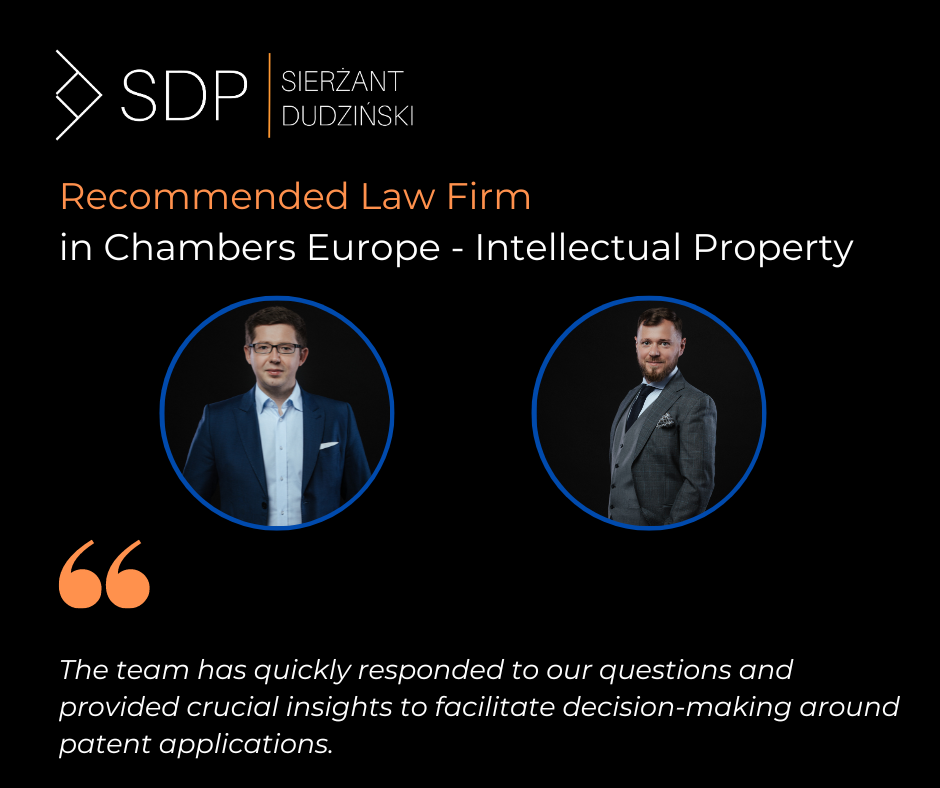 SDP
SIERŻANT
DUDZIŃSKI
Recommended Law Firm
in Chambers Europe - Intellectual Property
“
The team has quickly responded to our questions and
provided crucial insights to facilitate decision-making around
patent applications.